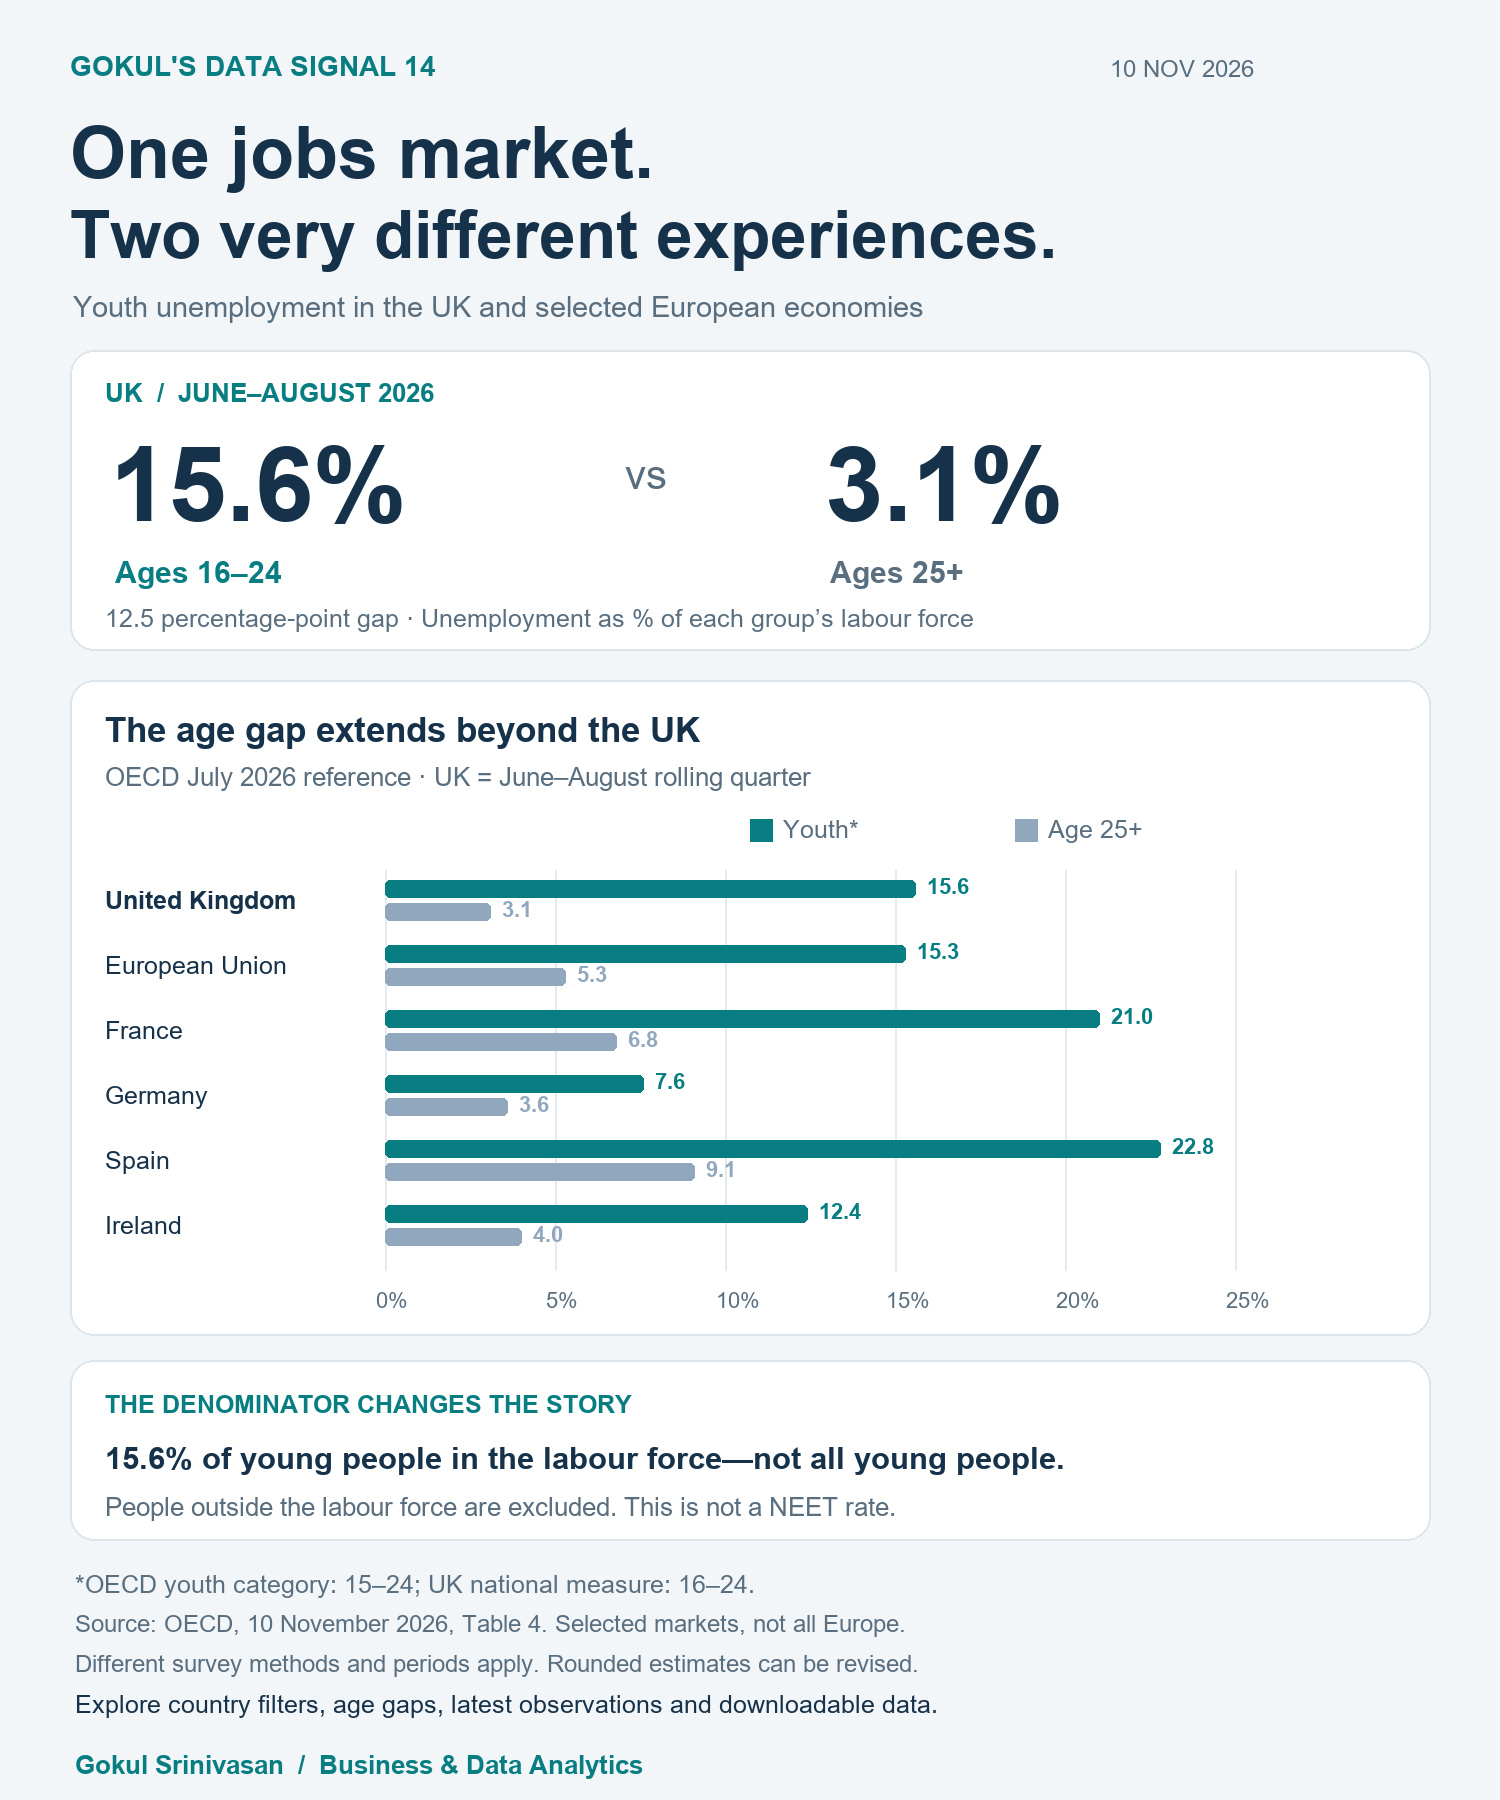 GOKUL'S DATA SIGNAL 14
10 NOV 2026
One jobs market.
Two very different experiences.
Youth unemployment in the UK and selected European economies
UK / JUNE–AUGUST 2026
15.6% vs 3.1%
Ages 16–24 Ages 25+
12.5 percentage-point gap · Unemployment as % of each group’s labour force
The age gap extends beyond the UK
OECD July 2026 reference · UK = June–August rolling quarter
Youth* Age 25+
United Kingdom 15.6
3.1
European Union 15.3
5.3
France 21.0
6.8
Germany 7.6
3.6
Spain 22.8
9.1
Ireland 12.4
4.0
0% 5% 10% 15% 20% 25%
THE DENOMINATOR CHANGES THE STORY
15.6% of young people in the labour force—not all young people.
People outside the labour force are excluded. This is not a NEET rate.
*OECD youth category: 15–24; UK national measure: 16–24.
Source: OECD, 10 November 2026, Table 4. Selected markets, not all Europe.
Different survey methods and periods apply. Rounded estimates can be revised.
Explore country filters, age gaps, latest observations and downloadable data.
Gokul Srinivasan / Business & Data Analytics